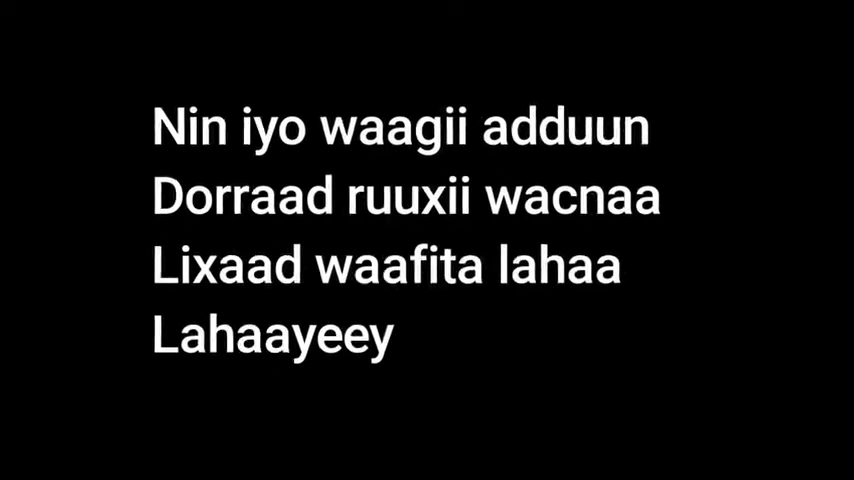 Nin iyo waagii adduun
Dorraad ruuxii wacnaa
Lixaad waafita lahaa
Lahaayeey